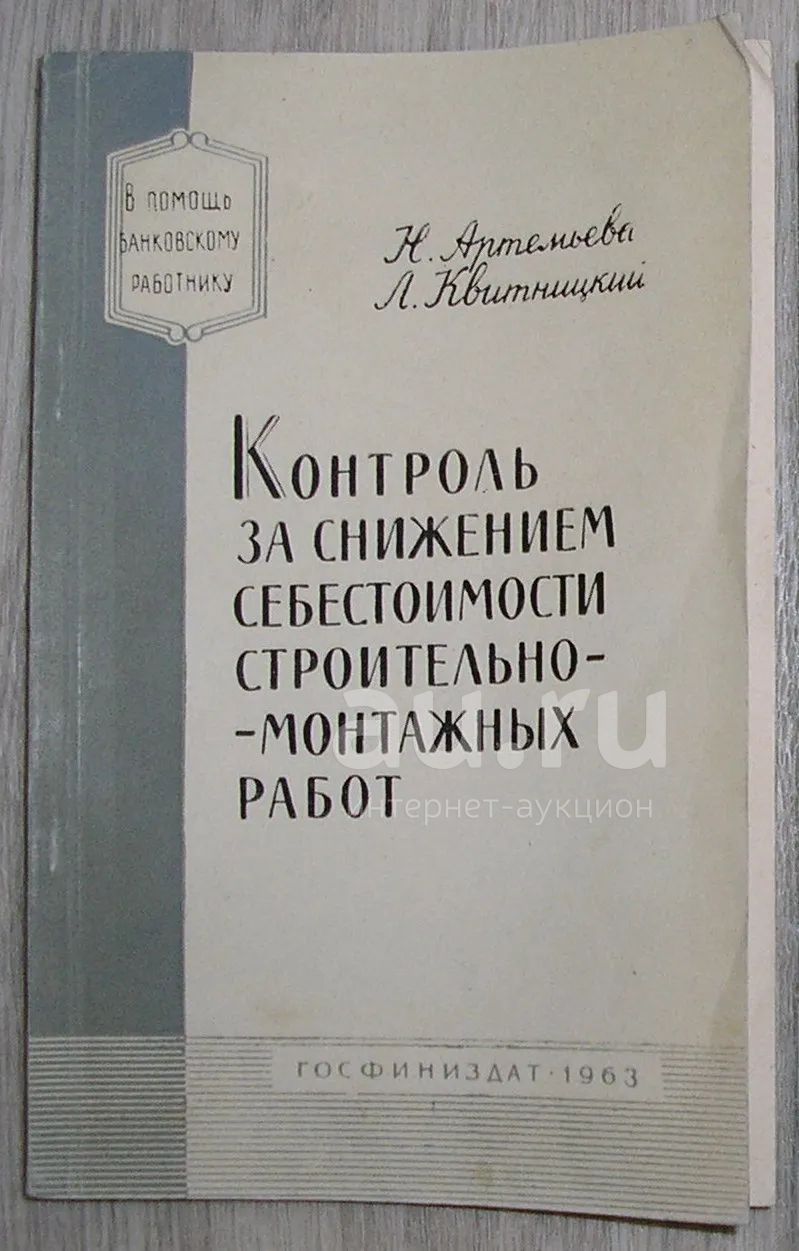 В ПОМОЩЬ
БАНКОВСКОМУ
РАБОТНИКУ
Н. Артемьева
Л. Квитницкий
КОНТРОЛЬ
ЗА СНИЖЕНИЕМ
СЕБЕСТОИМОСТИ
СТРОИТЕЛЬНО-
-МОНТАЖНЫХ
РАБОТ
au.ru
интернет-аукцион
ГОСФИНИЗДАТ · 1963